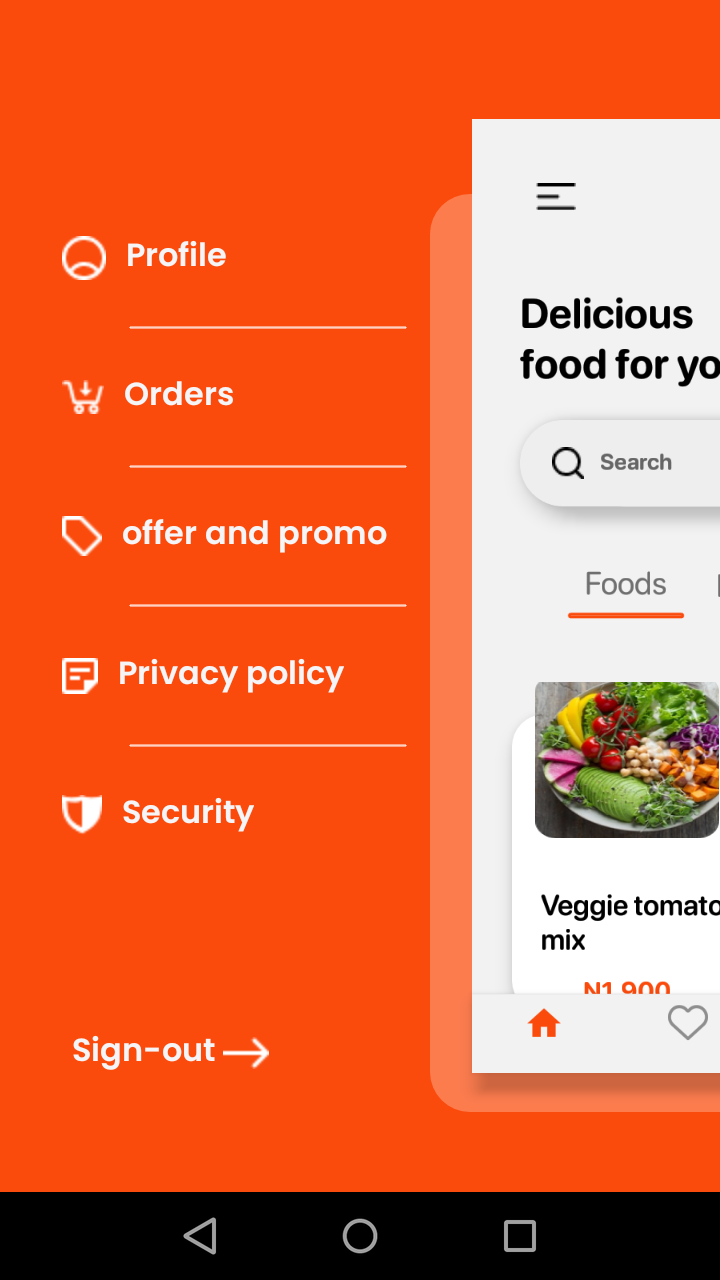 Profile
Orders
offer and promo
Privacy policy
Security
Sign-out
Delicious
food for yo
Search
Foods
Veggie tomato
mix
N1,900